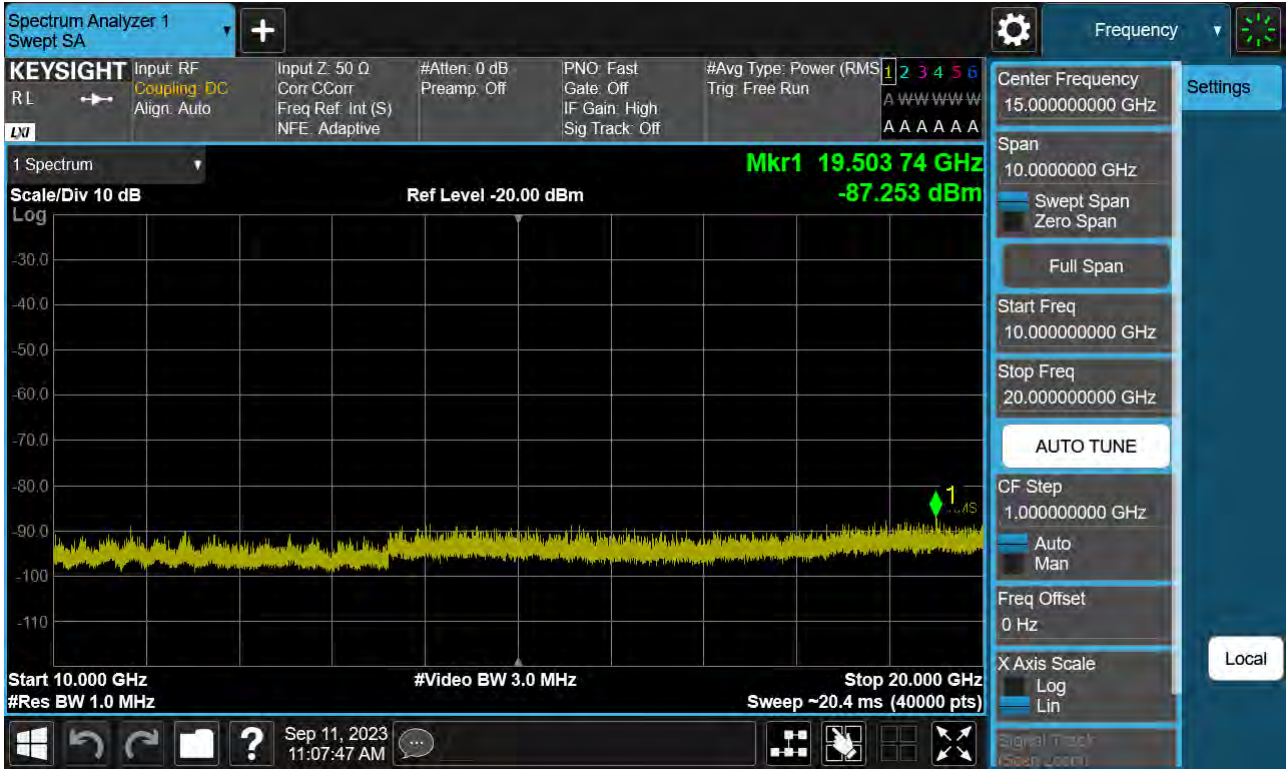 Spectrum Analyzer 1
Swept SA
Frequency
KEYSIGHT
R L
LXI
Input: RF
Coupling: DC
Align: Auto
Input Z: 50 Ω
Corr CCorr
Freq Ref: Int (S)
NFE: Adaptive
#Atten: 0 dB
Preamp: Off
PNO: Fast
Gate: Off
IF Gain: High
Sig Track: Off
#Avg Type: Power (RMS
Trig: Free Run
1 2 3 4 5 6
A W W W W W
A A A A A A
1 Spectrum
Scale/Div 10 dB
Log
Ref Level -20.00 dBm
Mkr1 19.503 74 GHz
-87.253 dBm
-30.0
-40.0
-50.0
-60.0
-70.0
-80.0
-90.0
-100
-110
1
Start 10.000 GHz
#Res BW 1.0 MHz
#Video BW 3.0 MHz
Stop 20.000 GHz
Sweep ~20.4 ms (40000 pts)
Center Frequency
15.000000000 GHz
Span
10.0000000 GHz
Swept Span
Zero Span
Full Span
Start Freq
10.000000000 GHz
Stop Freq
20.000000000 GHz
AUTO TUNE
CF Step
1.000000000 GHz
Auto
Man
Freq Offset
0 Hz
X Axis Scale
Log
Lin
Signal Track
(Span Zoom)
Settings
Local
Sep 11, 2023
11:07:47 AM